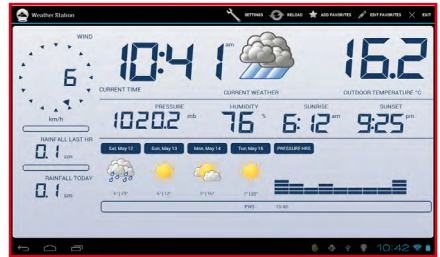 Weather Station SETTINGS RELOAD ADD FAVORITES EDIT FAVORITES EXIT
WIND
6
km/h
10:41 am
CURRENT TIME
CURRENT WEATHER
16.2
OUTDOOR TEMPERATURE °C
PRESSURE
1020.2 mb
HUMIDITY
76 %
SUNRISE
6:12 am
SUNSET
9:25 pm
RAINFALL LAST HR
0.1 cm
RAINFALL TODAY
0.1 cm
Sat, May 12 Sun, May 13 Mon, May 14 Tue, May 15 PRESSURE HRS
PWS
10:42